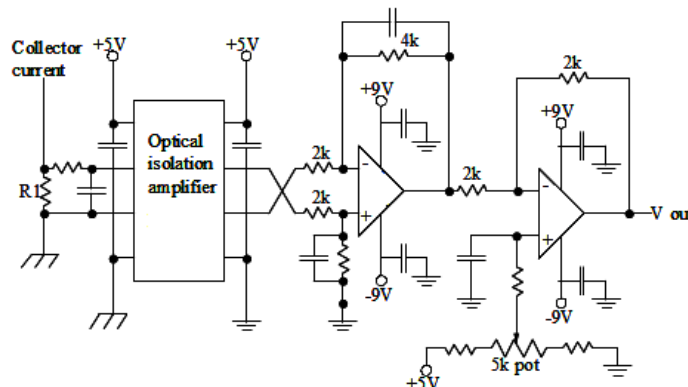 Collector
current
+5V
+5V
4k
2k
+9V
+9V
Optical
isolation
amplifier
2k
-
2k
-
R1
2k
+
+
V ou
-9V
-9V
5k pot
+5V